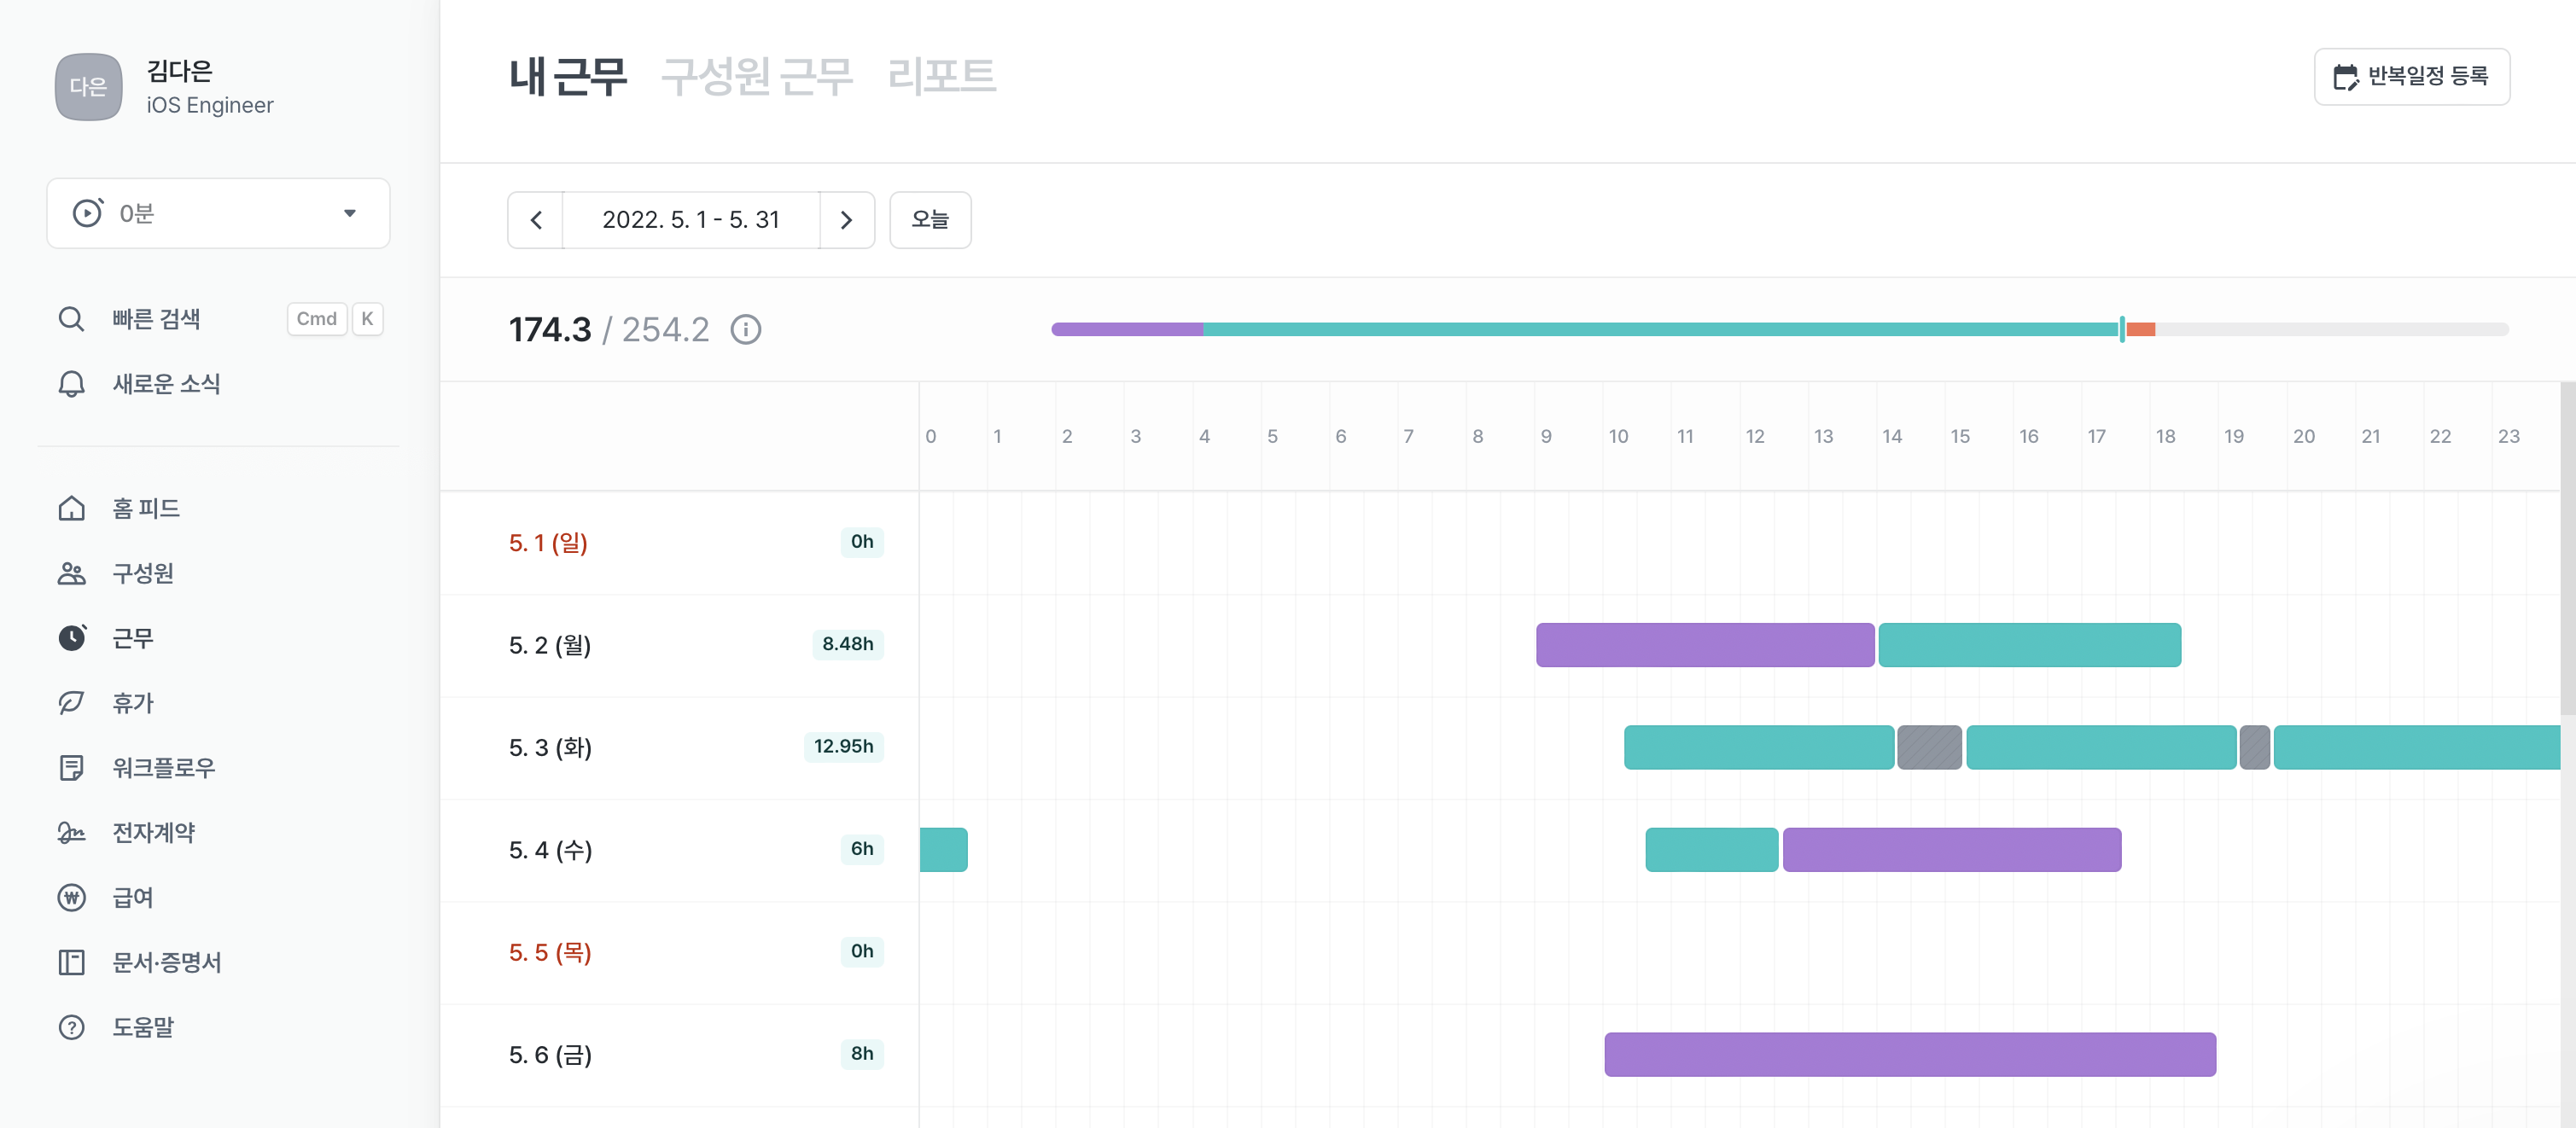 다은
김다은
iOS Engineer
0분
빠른 검색 Cmd K
새로운 소식
홈 피드
구성원
근무
휴가
워크플로우
전자계약
급여
문서·증명서
도움말
내 근무 구성원 근무 리포트
반복일정 등록
2022. 5. 1 - 5. 31
오늘
174.3 / 254.2
0 1 2 3 4 5 6 7 8 9 10 11 12 13 14 15 16 17 18 19 20 21 22 23
5. 1 (일) 0h
5. 2 (월) 8.48h
5. 3 (화) 12.95h
5. 4 (수) 6h
5. 5 (목) 0h
5. 6 (금) 8h